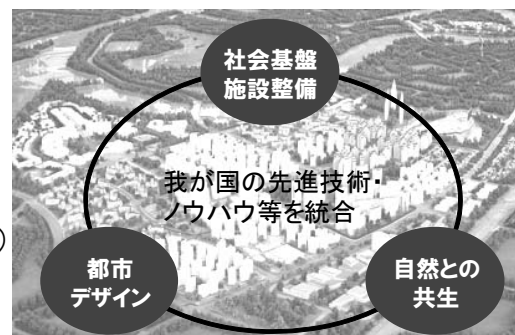 社会基盤
施設整備
我が国の先進技術・
ノウハウ等を統合
都市
デザイン
自然との
共生